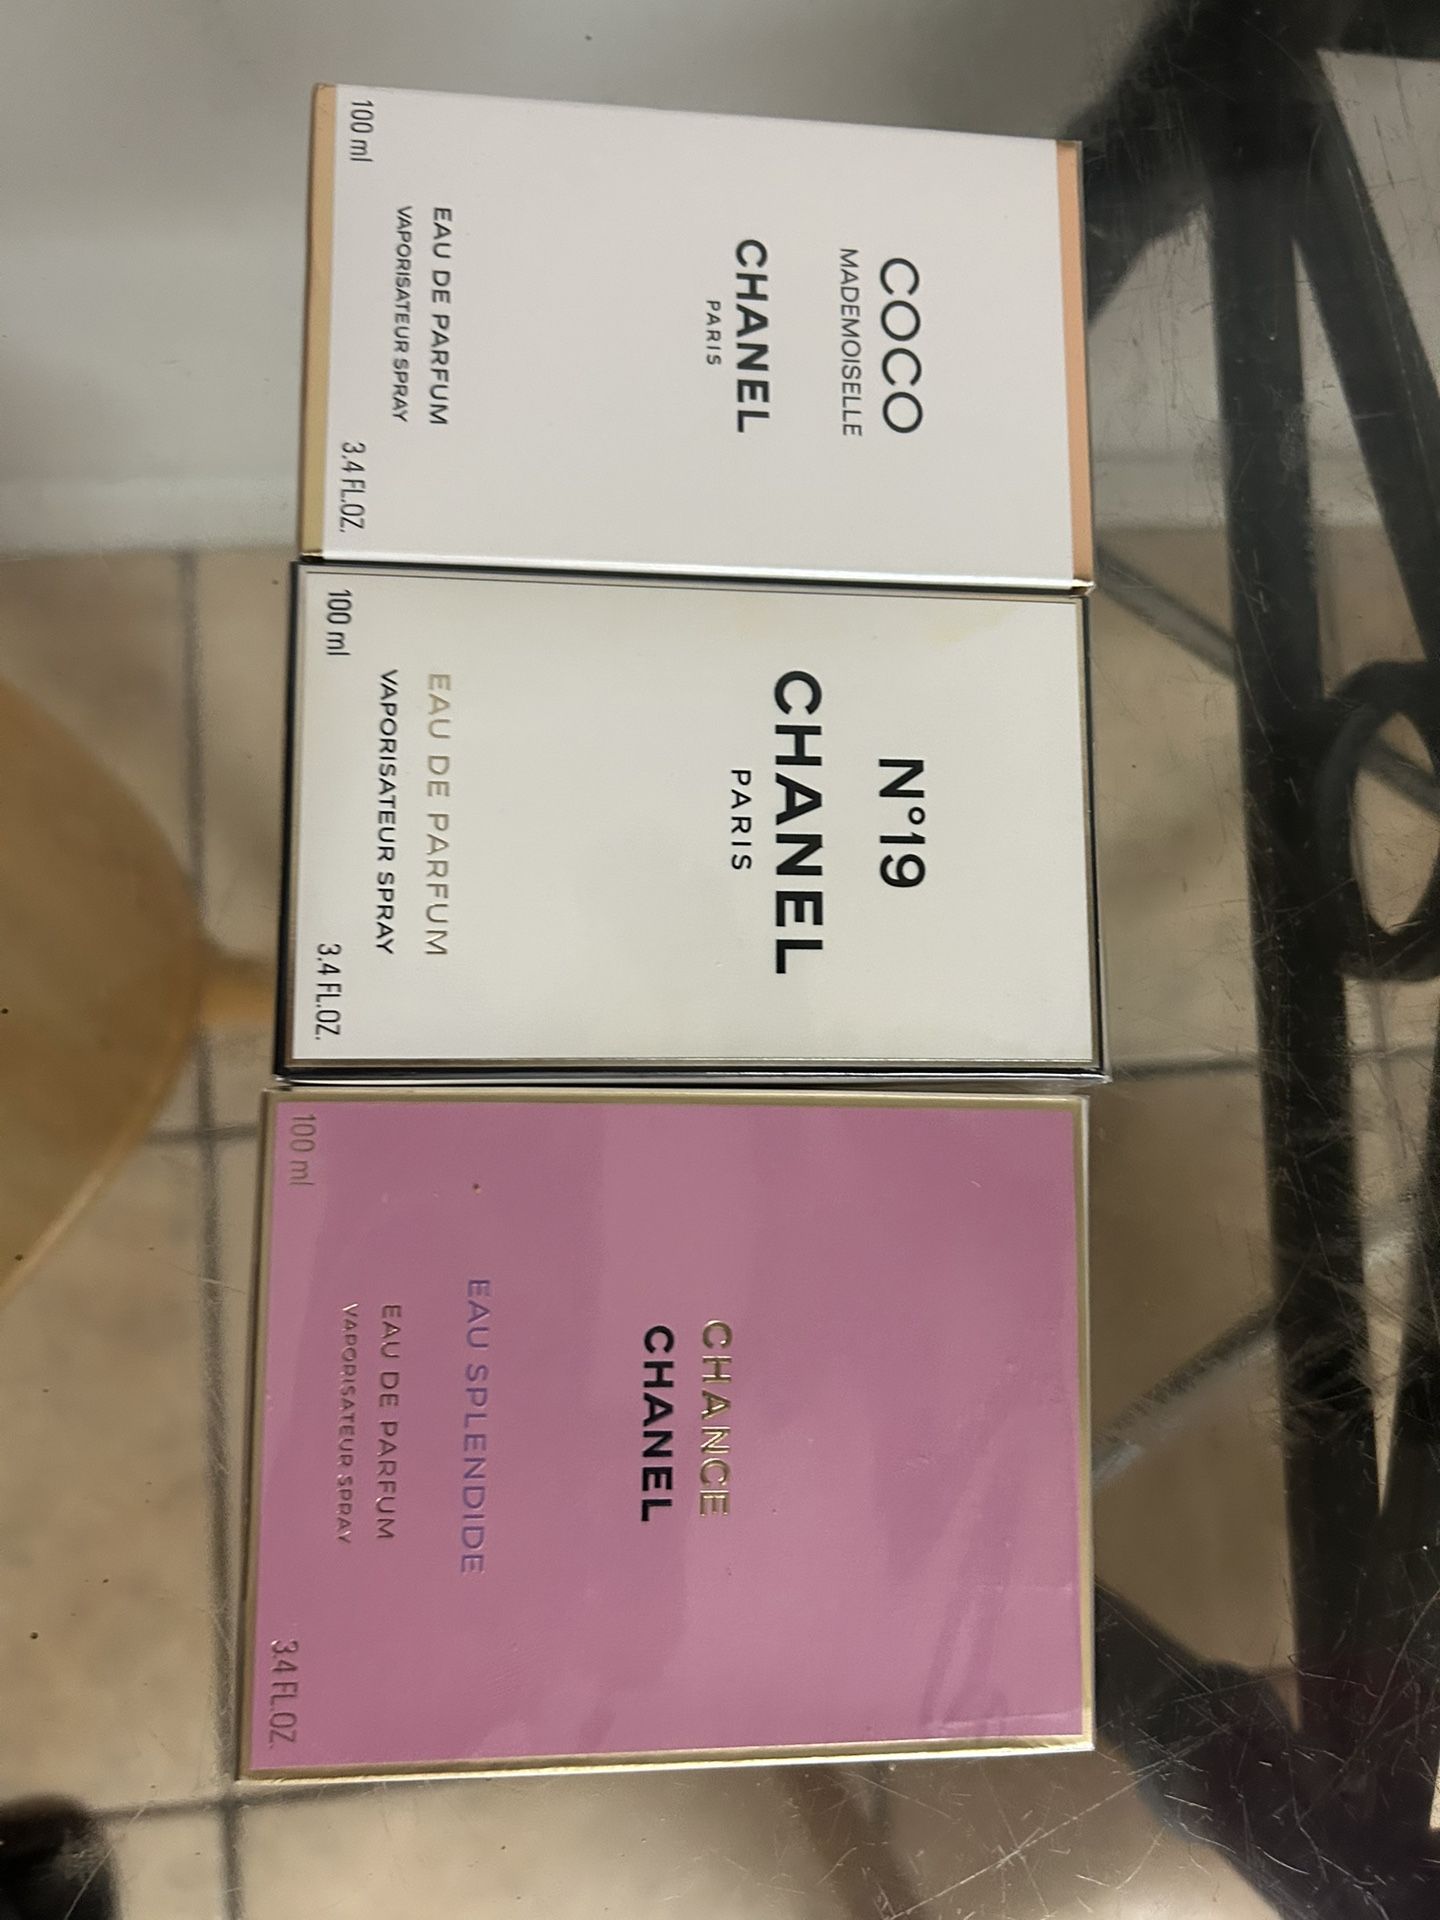 COCO
MADEMOISELLE
CHANEL
PARIS
EAU DE PARFUM
VAPORISATEUR SPRAY
100 ml
3.4 FL.OZ.
N°19
CHANEL
PARIS
EAU DE PARFUM
VAPORISATEUR SPRAY
100 ml
3.4 FL.OZ.
CHANCE
CHANEL
EAU SPLENDIDE
EAU DE PARFUM
VAPORISATEUR SPRAY
100 ml
3.4 FL.OZ.